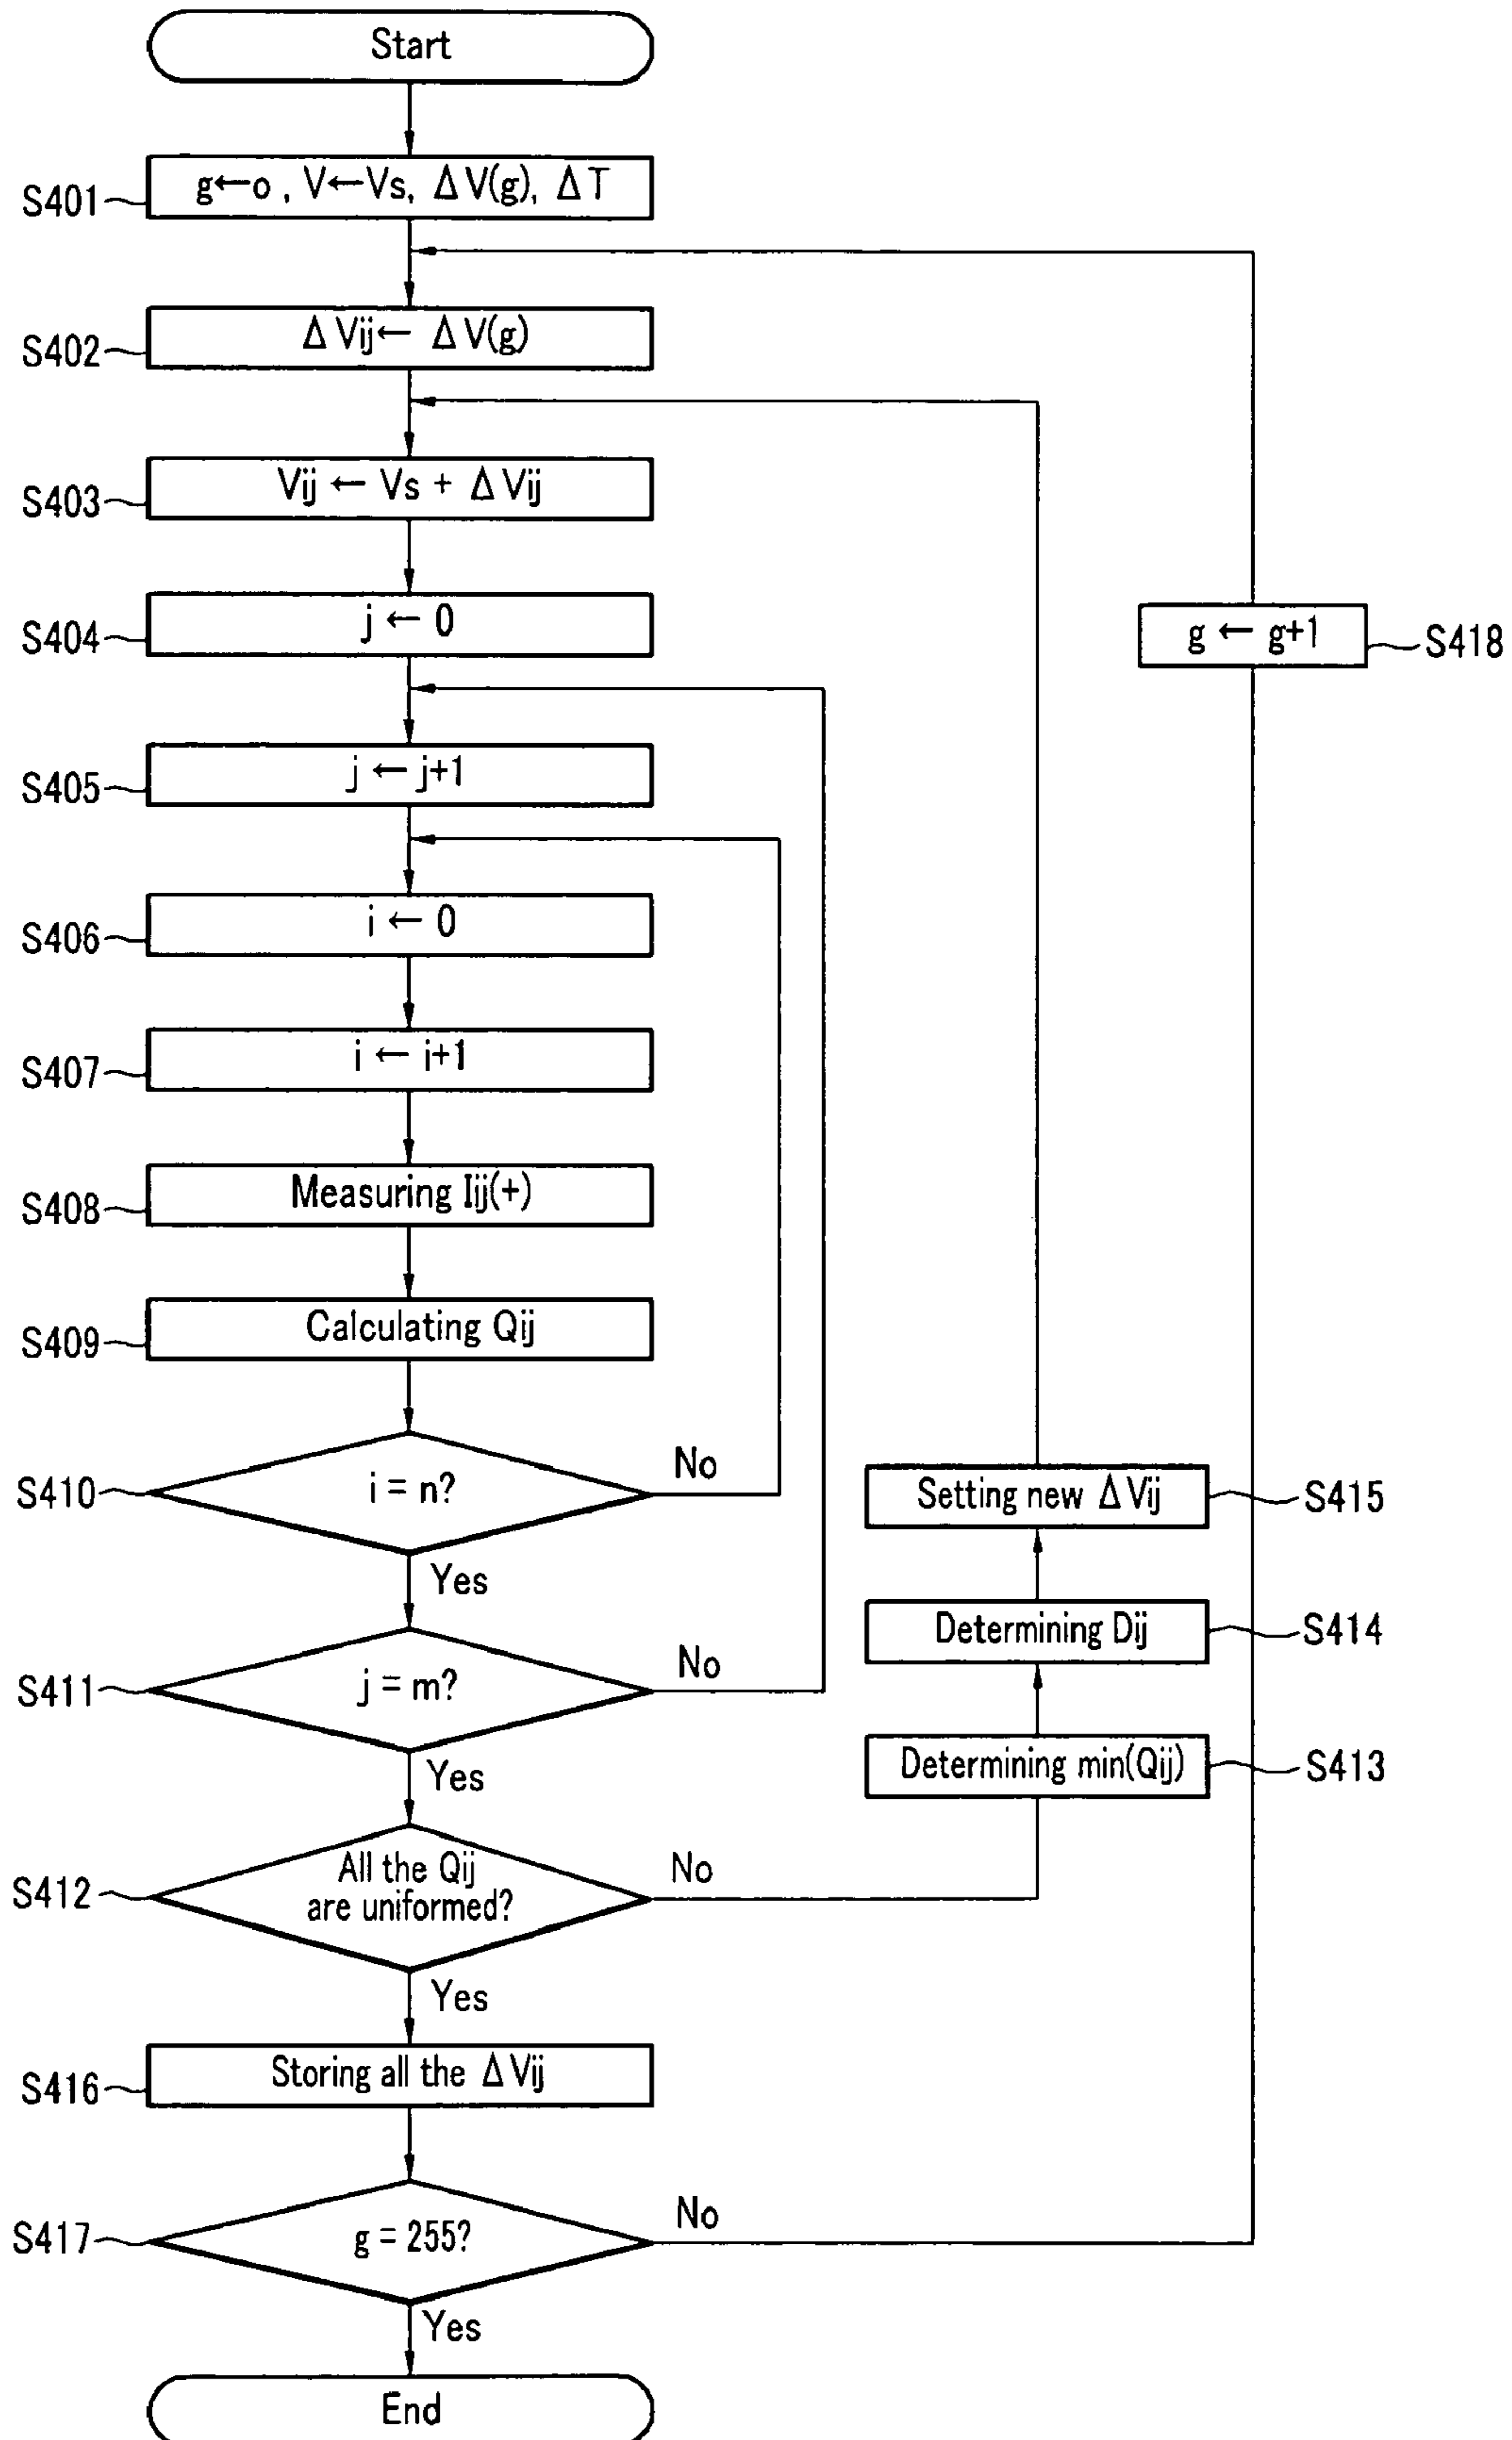 Start
S401
g←o , V←Vs, ΔV(g), ΔT
S402
ΔVij← ΔV(g)
S403
Vij ← Vs + ΔVij
S404
j ← 0
g ← g+1
S418
S405
j ← j+1
S406
i ← 0
S407
i ← i+1
S408
Measuring Iij(+)
S409
Calculating Qij
S410
i = n?
No
Yes
Setting new ΔVij
S415
Determining Dij
S414
S411
j = m?
No
Yes
Determining min(Qij)
S413
S412
All the Qij
are uniformed?
No
Yes
S416
Storing all the ΔVij
S417
g = 255?
No
Yes
End